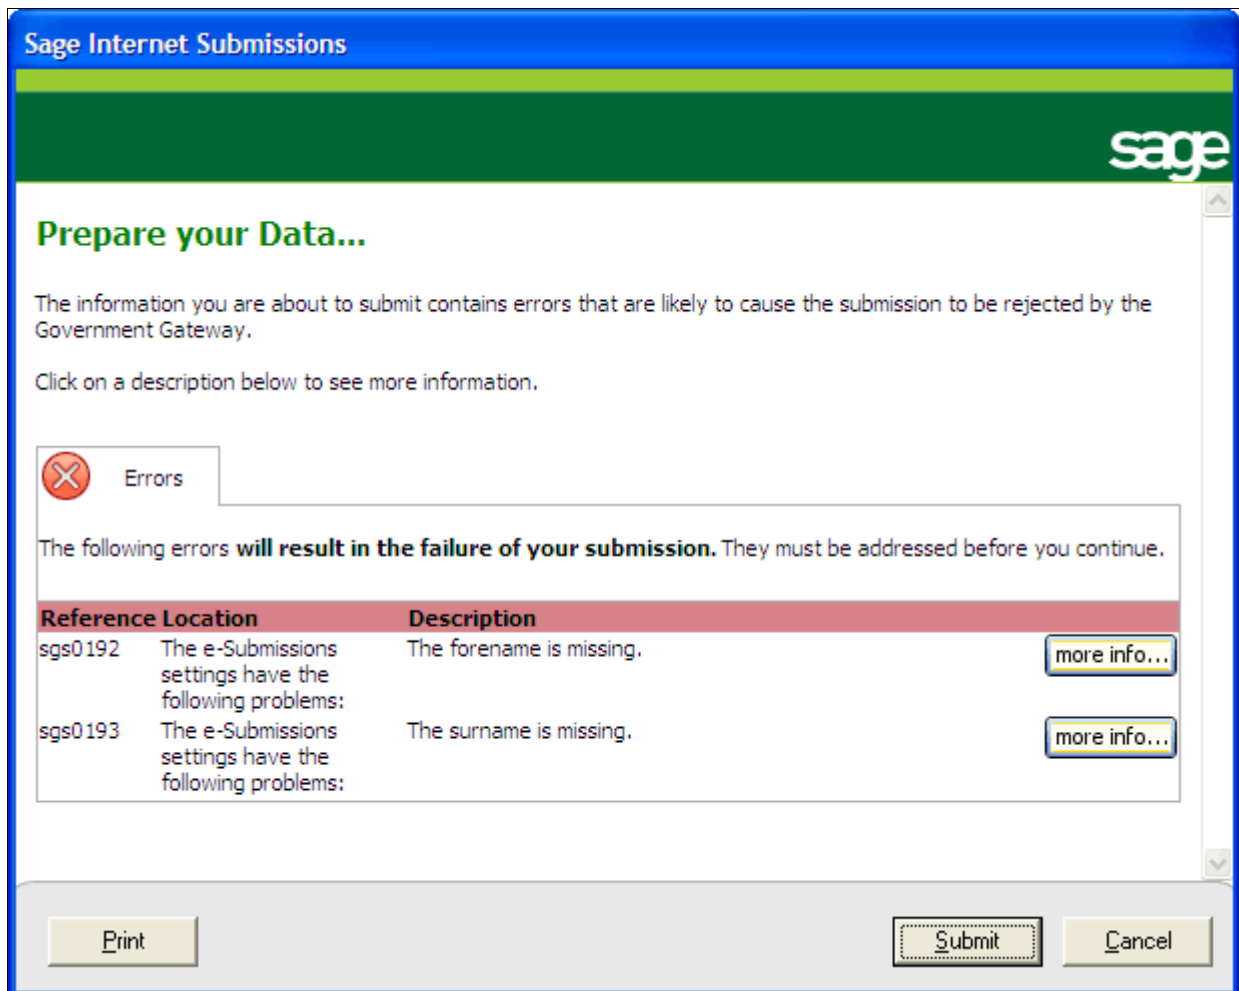 Sage Internet Submissions
sage
Prepare your Data...
The information you are about to submit contains errors that are likely to cause the submission to be rejected by the
Government Gateway.
Click on a description below to see more information.
Errors
The following errors will result in the failure of your submission. They must be addressed before you continue.
Reference Location Description
sgs0192 The e-Submissions The forename is missing. more info...
settings have the
following problems:
sgs0193 The e-Submissions The surname is missing. more info...
settings have the
following problems:
Print Submit Cancel